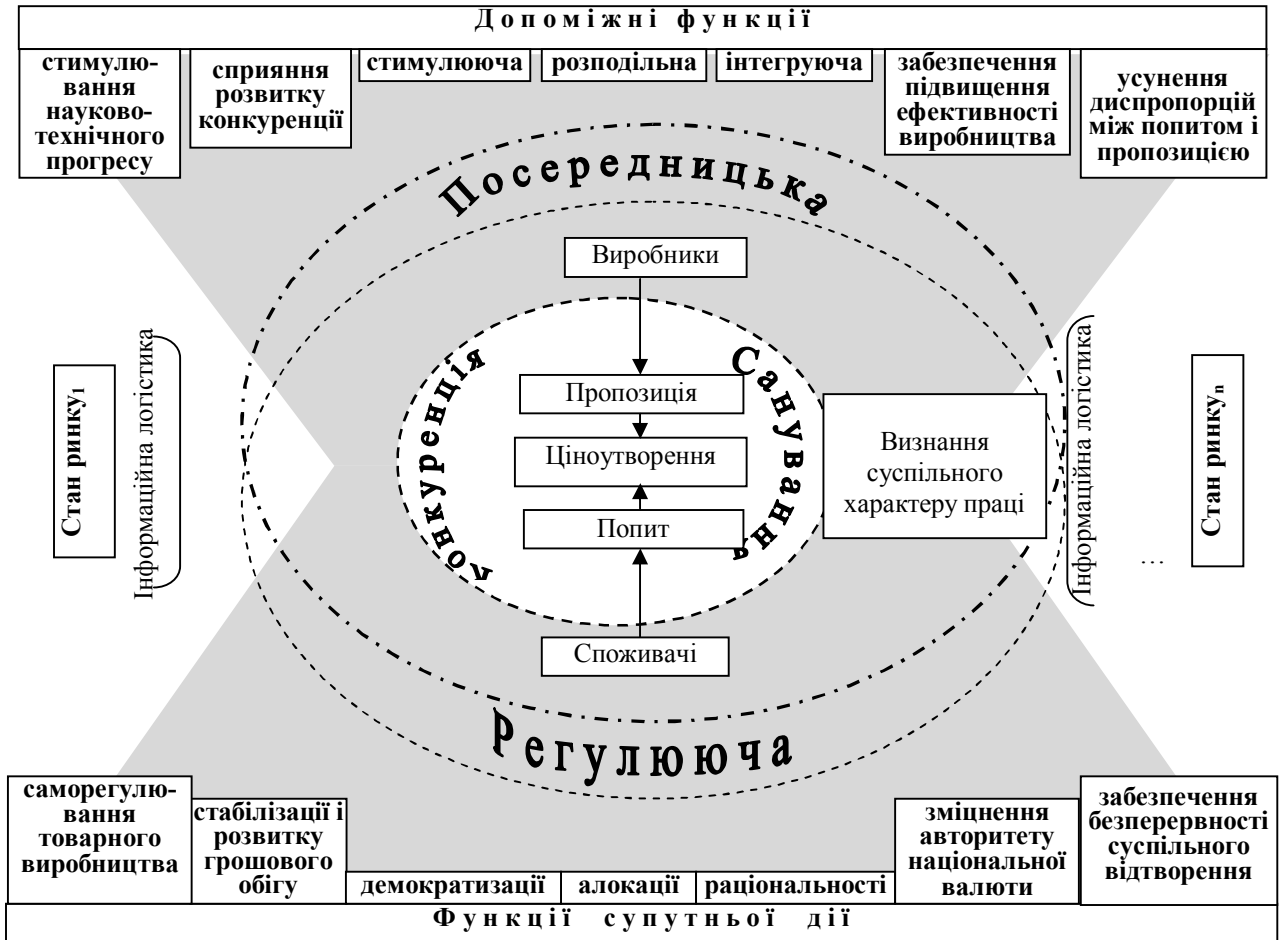 Допоміжні функції
стимулю-
вання
науково-
технічного
прогресу
сприяння
розвитку
конкуренції
стимулююча
розподільна
інтегруюча
забезпечення
підвищення
ефективності
виробництва
усунення
диспропорцій
між попитом і
пропозицією
Посередницька
Виробники
Конкуренція
Санування
Пропозиція
Ціноутворення
Попит
Споживачі
Визнання
суспільного
характеру праці
Стан ринку1
Інформаційна логістика
Інформаційна логістика
...
Стан ринкуn
Регулююча
саморегулю-
вання
товарного
виробництва
стабілізації і
розвитку
грошового
обігу
демократизації
алокації
раціональності
зміцнення
авторитету
національної
валюти
забезпечення
безперервності
суспільного
відтворення
Функції супутньої дії